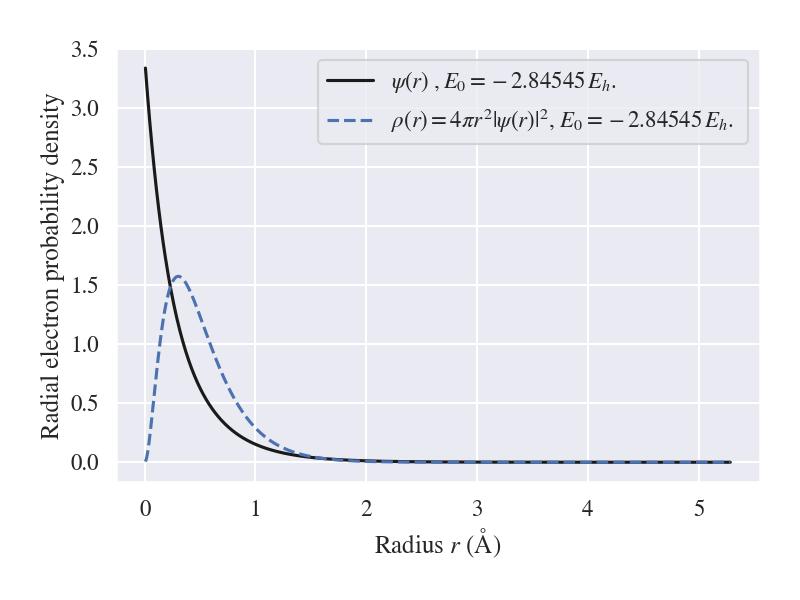 3.5
3.0
2.5
2.0
1.5
1.0
0.5
0.0
Radial electron probability density
ψ(r) , E₀ = −2.84545 Eₕ.
ρ(r) = 4πr²|ψ(r)|², E₀ = −2.84545 Eₕ.
0 1 2 3 4 5
Radius r (Å)